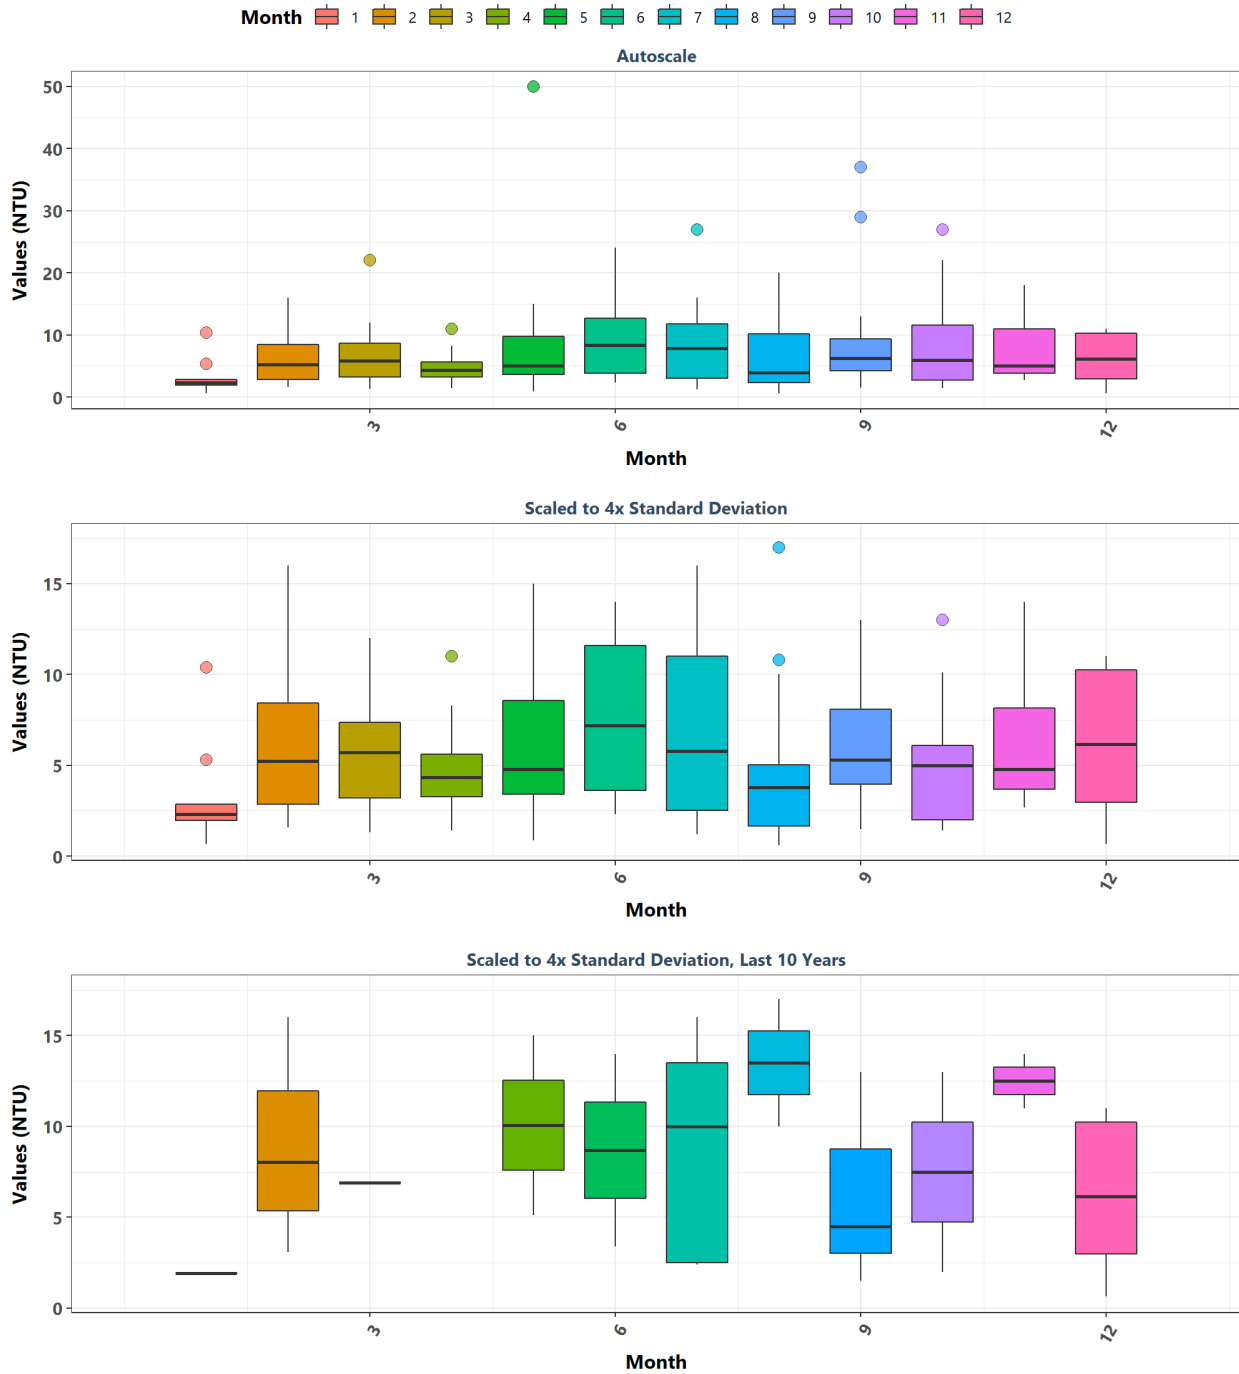 Month 1 2 3 4 5 6 7 8 9 10 11 12
Autoscale
Values (NTU)
50
40
30
20
10
0
3 6 9 12
Month
Scaled to 4x Standard Deviation
Values (NTU)
15
10
5
0
3 6 9 12
Month
Scaled to 4x Standard Deviation, Last 10 Years
Values (NTU)
15
10
5
0
3 6 9 12
Month